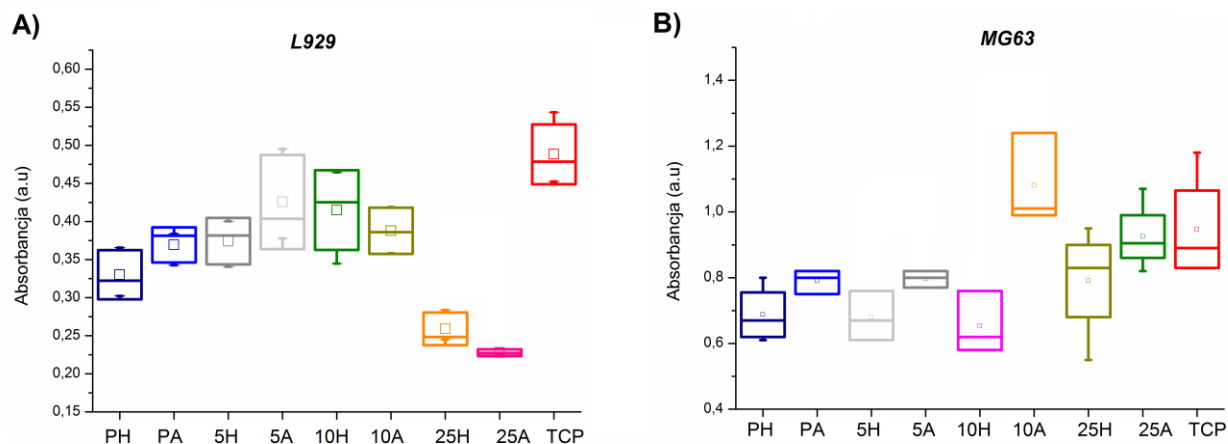 A)
L929
Absorbancja (a.u)
0,60
0,55
0,50
0,45
0,40
0,35
0,30
0,25
0,20
0,15
PH PA 5H 5A 10H 10A 25H 25A TCP
B)
MG63
Absorbancja (a.u)
1,4
1,2
1,0
0,8
0,6
0,4
PH PA 5H 5A 10H 10A 25H 25A TCP